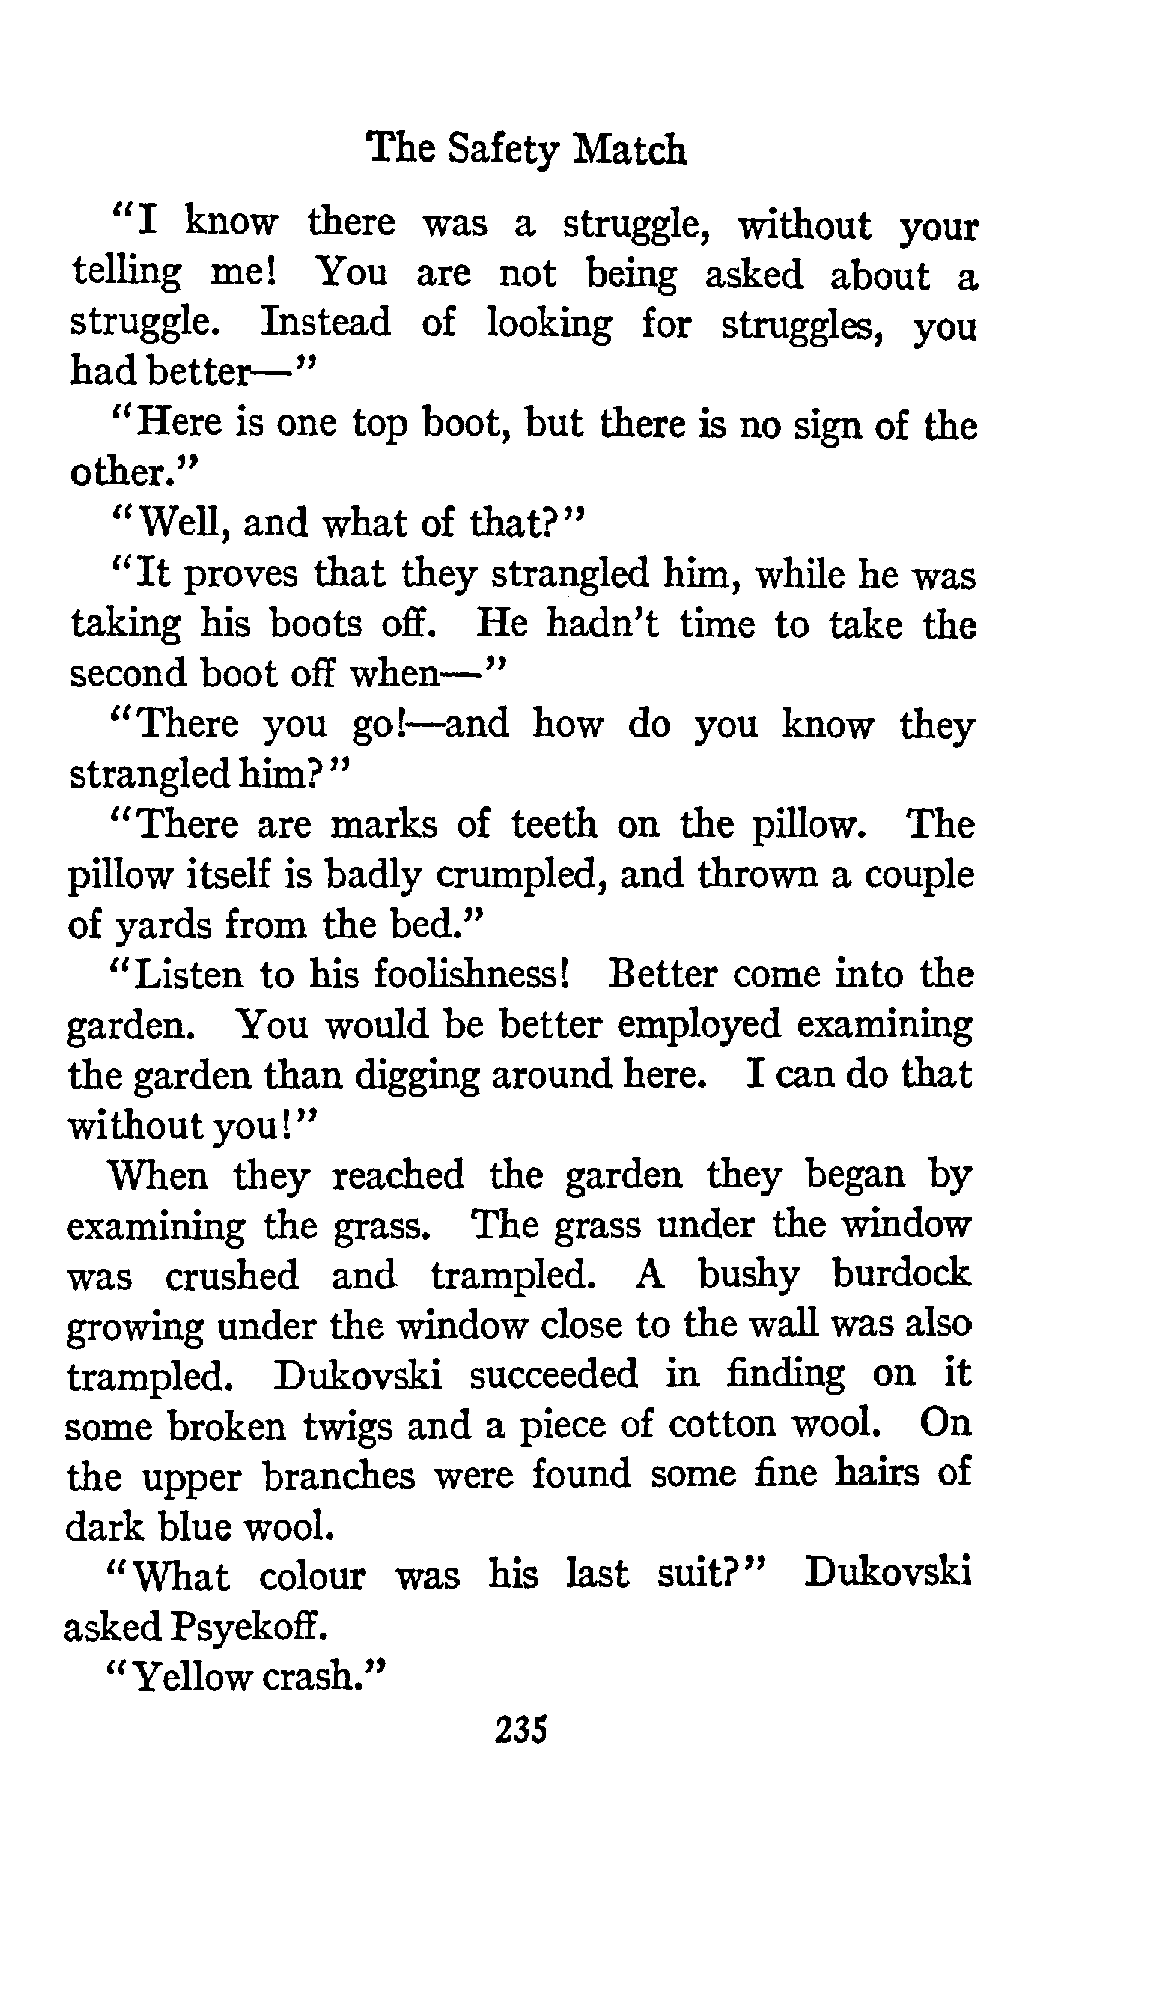 The Safety Match
"I know there was a struggle, without your
telling me! You are not being asked about a
struggle. Instead of looking for struggles, you
had better—"
"Here is one top boot, but there is no sign of the
other."
"Well, and what of that?"
"It proves that they strangled him, while he was
taking his boots off. He hadn't time to take the
second boot off when—"
"There you go!—and how do you know they
strangled him?"
"There are marks of teeth on the pillow. The
pillow itself is badly crumpled, and thrown a couple
of yards from the bed."
"Listen to his foolishness! Better come into the
garden. You would be better employed examining
the garden than digging around here. I can do that
without you!"
When they reached the garden they began by
examining the grass. The grass under the window
was crushed and trampled. A bushy burdock
growing under the window close to the wall was also
trampled. Dukovski succeeded in finding on it
some broken twigs and a piece of cotton wool. On
the upper branches were found some fine hairs of
dark blue wool.
"What colour was his last suit?" Dukovski
asked Psyekoff.
"Yellow crash."
235